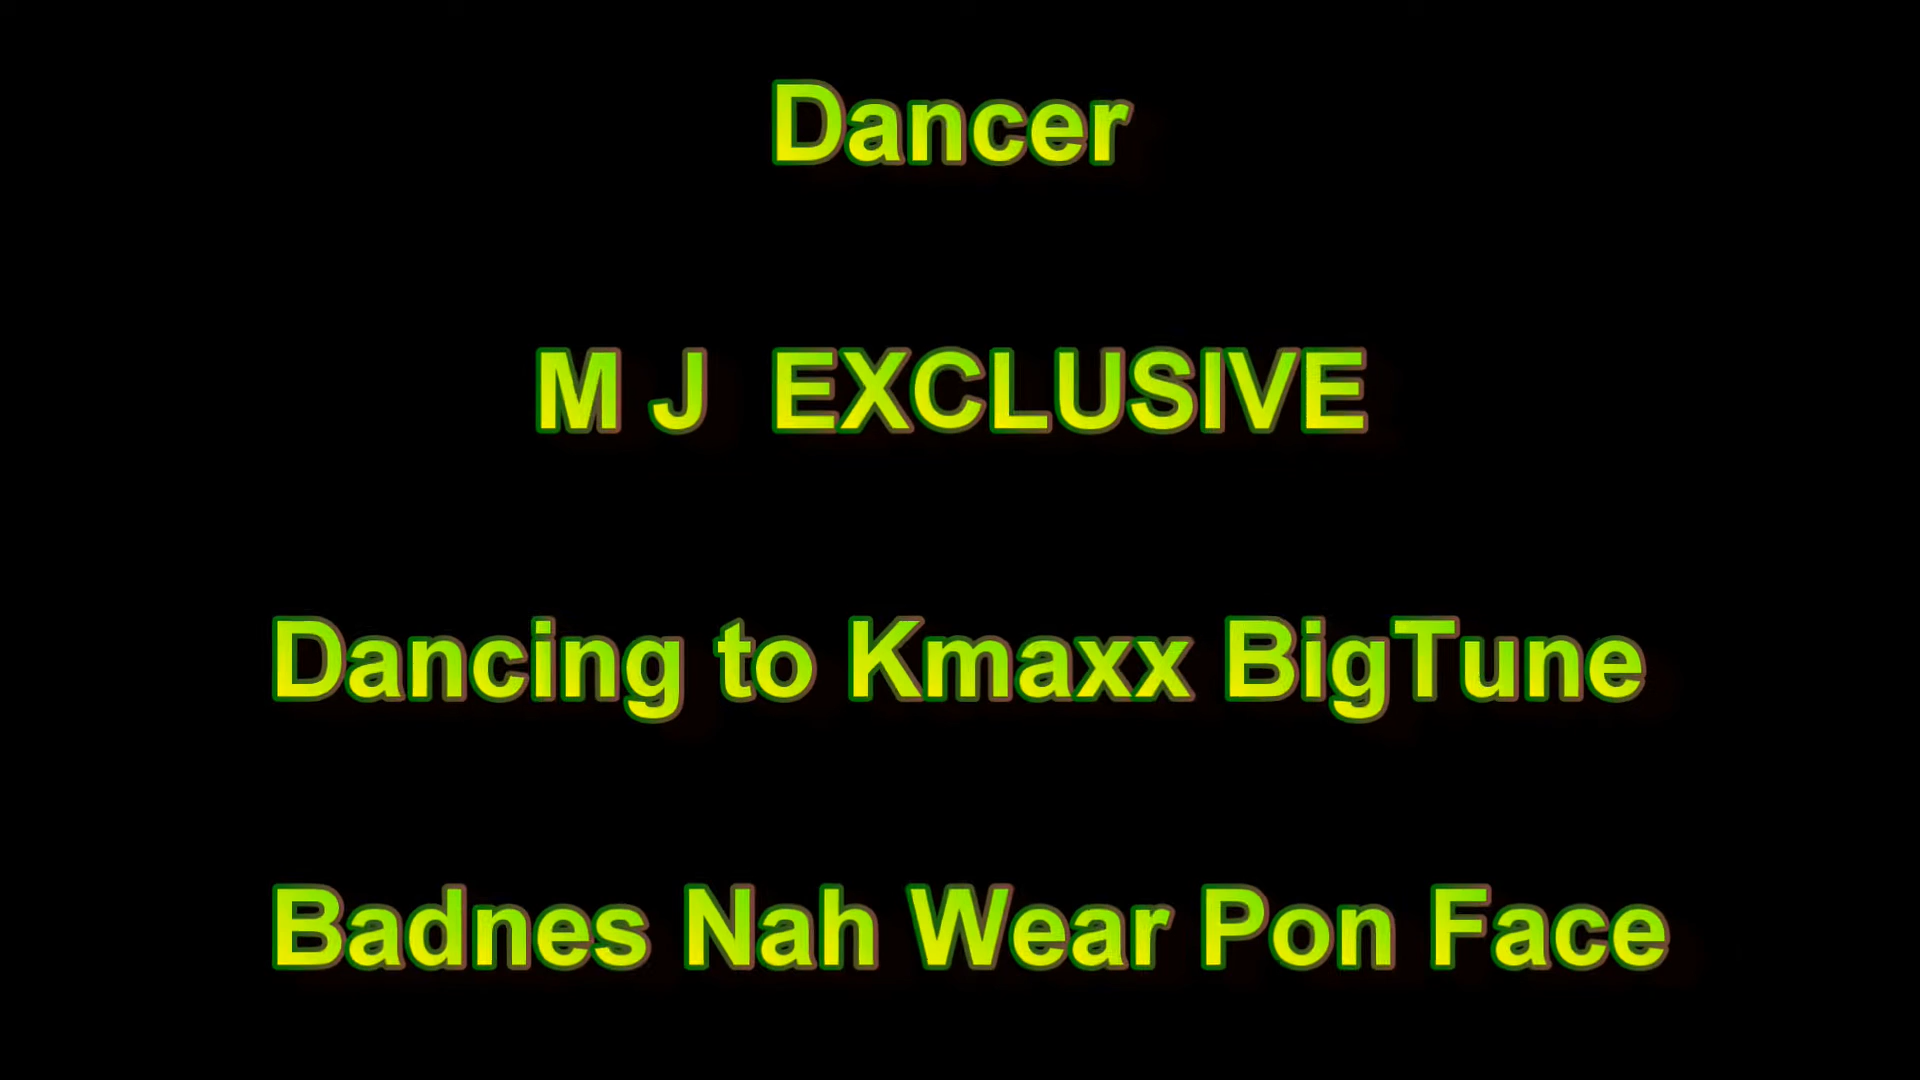 Dancer
M J  EXCLUSIVE
Dancing to Kmaxx BigTune
Badnes Nah Wear Pon Face